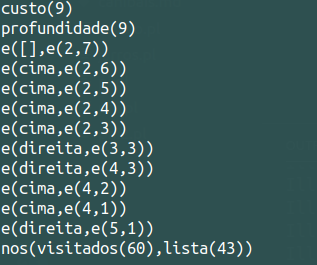 custo(9)
profundidade(9)
e([],e(2,7))
e(cima,e(2,6))
e(cima,e(2,5))
e(cima,e(2,4))
e(cima,e(2,3))
e(direita,e(3,3))
e(direita,e(4,3))
e(cima,e(4,2))
e(cima,e(4,1))
e(direita,e(5,1))
nos(visitados(60),lista(43))